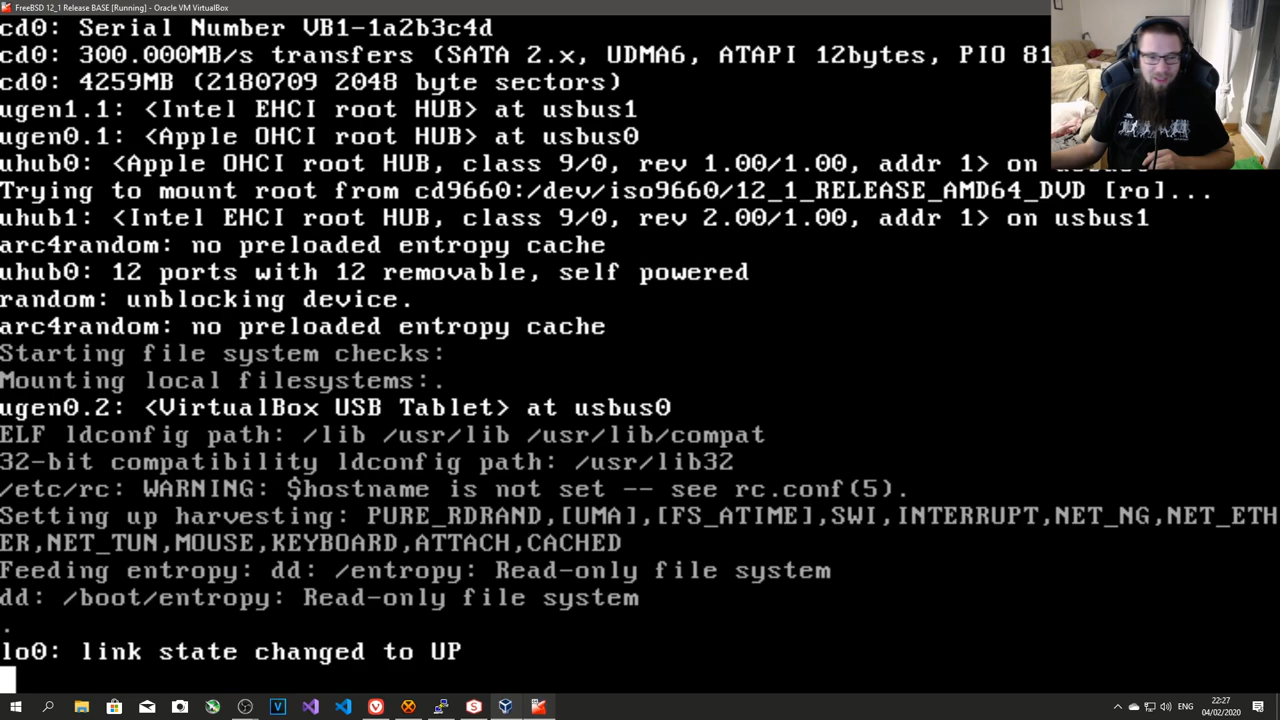 FreeBSD 12_1 Release BASE [Running] - Oracle VM VirtualBox
cd0: Serial Number VB1-1a2b3c4d
cd0: 300.000MB/s transfers (SATA 2.x, UDMA6, ATAPI 12bytes, PIO 81
cd0: 4259MB (2180709 2048 byte sectors)
ugen1.1: <Intel EHCI root HUB> at usbus1
ugen0.1: <Apple OHCI root HUB> at usbus0
uhub0: <Apple OHCI root HUB, class 9/0, rev 1.00/1.00, addr 1> on usbus0
Trying to mount root from cd9660:/dev/iso9660/12_1_RELEASE_AMD64_DVD [ro]...
uhub1: <Intel EHCI root HUB, class 9/0, rev 2.00/1.00, addr 1> on usbus1
arc4random: no preloaded entropy cache
uhub0: 12 ports with 12 removable, self powered
random: unblocking device.
arc4random: no preloaded entropy cache
Starting file system checks:
Mounting local filesystems:.
ugen0.2: <VirtualBox USB Tablet> at usbus0
ELF ldconfig path: /lib /usr/lib /usr/lib/compat
32-bit compatibility ldconfig path: /usr/lib32
/etc/rc: WARNING: $hostname is not set -- see rc.conf(5).
Setting up harvesting: PURE_RDRAND,[UMA],[FS_ATIME],SWI,INTERRUPT,NET_NG,NET_ETH
ER,NET_TUN,MOUSE,KEYBOARD,ATTACH,CACHED
Feeding entropy: dd: /entropy: Read-only file system
dd: /boot/entropy: Read-only file system
.
lo0: link state changed to UP
ENG
22:27
04/02/2020